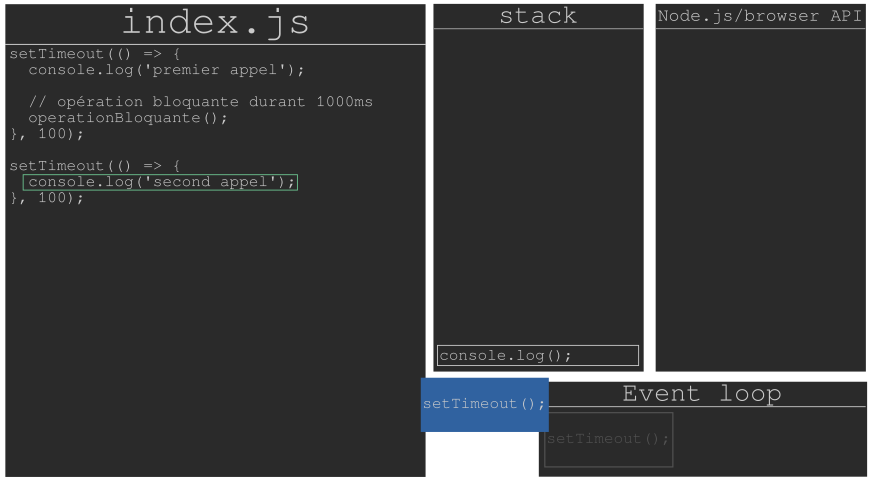 index.js
setTimeout(() => {
  console.log('premier appel');

  // opération bloquante durant 1000ms
  operationBloquante();
}, 100);

setTimeout(() => {
  console.log('second appel');
}, 100);
stack
console.log();
Node.js/browser API
setTimeout();
Event loop
setTimeout();